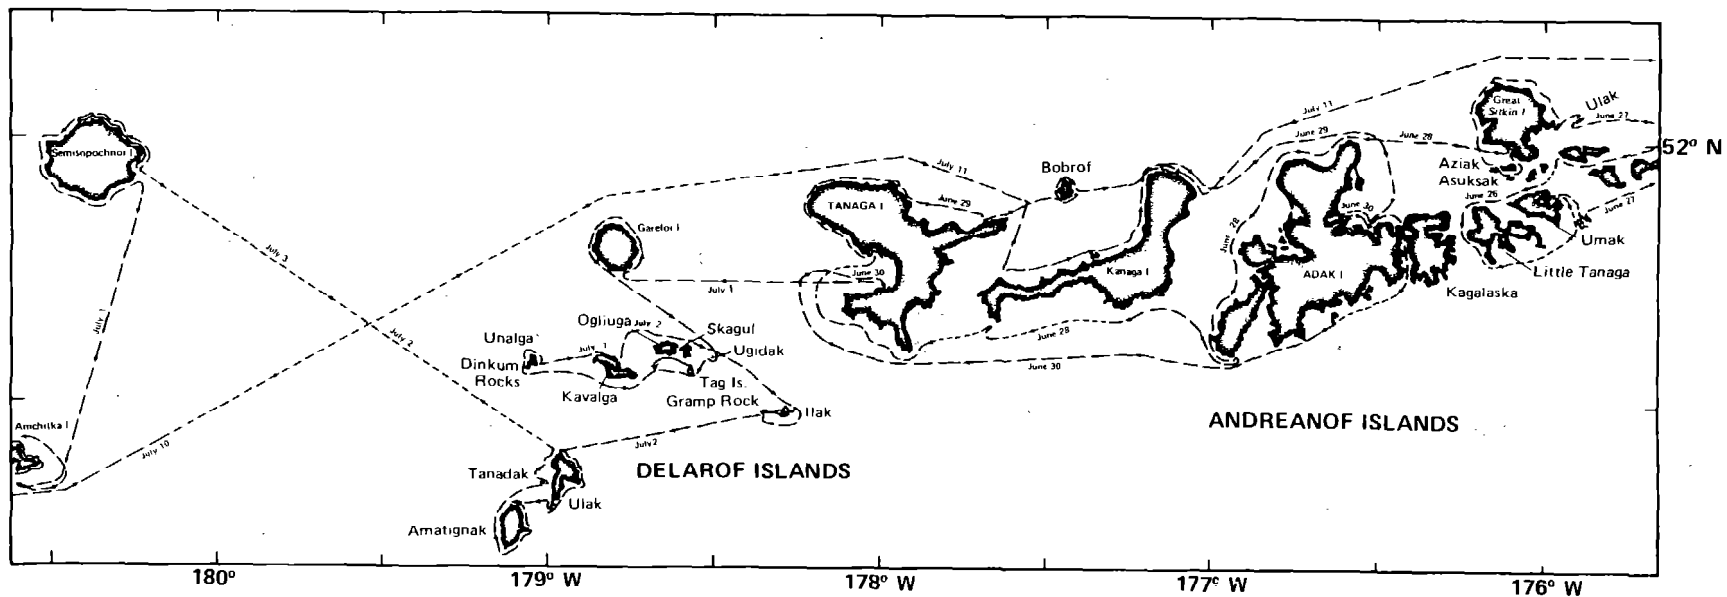 July 11
Great
Sitkin I
Ulak
June 27
June 29
June 28
Semisopochnoi I
52° N
Bobrof
July 11
Aziak
Asuksak
June 26
TANAGA I
June 29
June 30
June 27
Gareloi I
June 28
Umak
July 3
June 30
Kanaga I
ADAK I
Little Tanaga
Kagalaska
July 1
July 1
Ogliuga
July 2
Skagul
Unalga
July 1
Ugidak
July 2
June 28
Dinkum
Rocks
Kavalga
Tag Is.
Gramp Rock
June 30
Ilak
Amchitka I
ANDREANOF ISLANDS
July 10
July 2
Tanadak
DELAROF ISLANDS
Ulak
Amatignak
180°
179° W
178° W
177° W
176° W